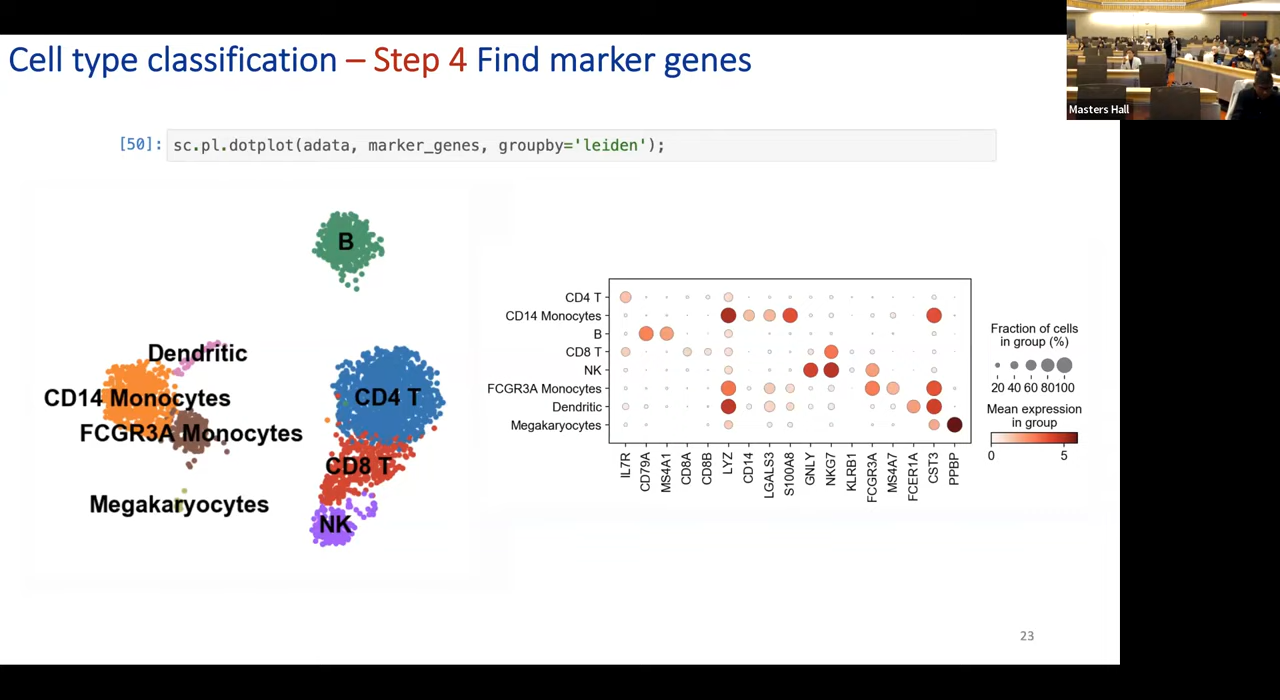 Cell type classification – Step 4 Find marker genes
Masters Hall
[50]: sc.pl.dotplot(adata, marker_genes, groupby='leiden');
B
Dendritic
CD14 Monocytes
CD4 T
FCGR3A Monocytes
CD8 T
Megakaryocytes
NK
CD4 T
CD14 Monocytes
B
CD8 T
NK
FCGR3A Monocytes
Dendritic
Megakaryocytes
IL7R
CD79A
MS4A1
CD8A
CD8B
LYZ
CD14
LGALS3
S100A8
GNLY
NKG7
KLRB1
FCGR3A
MS4A7
FCER1A
CST3
PPBP
Fraction of cells
in group (%)
20 40 60 80100
Mean expression
in group
0 5
23